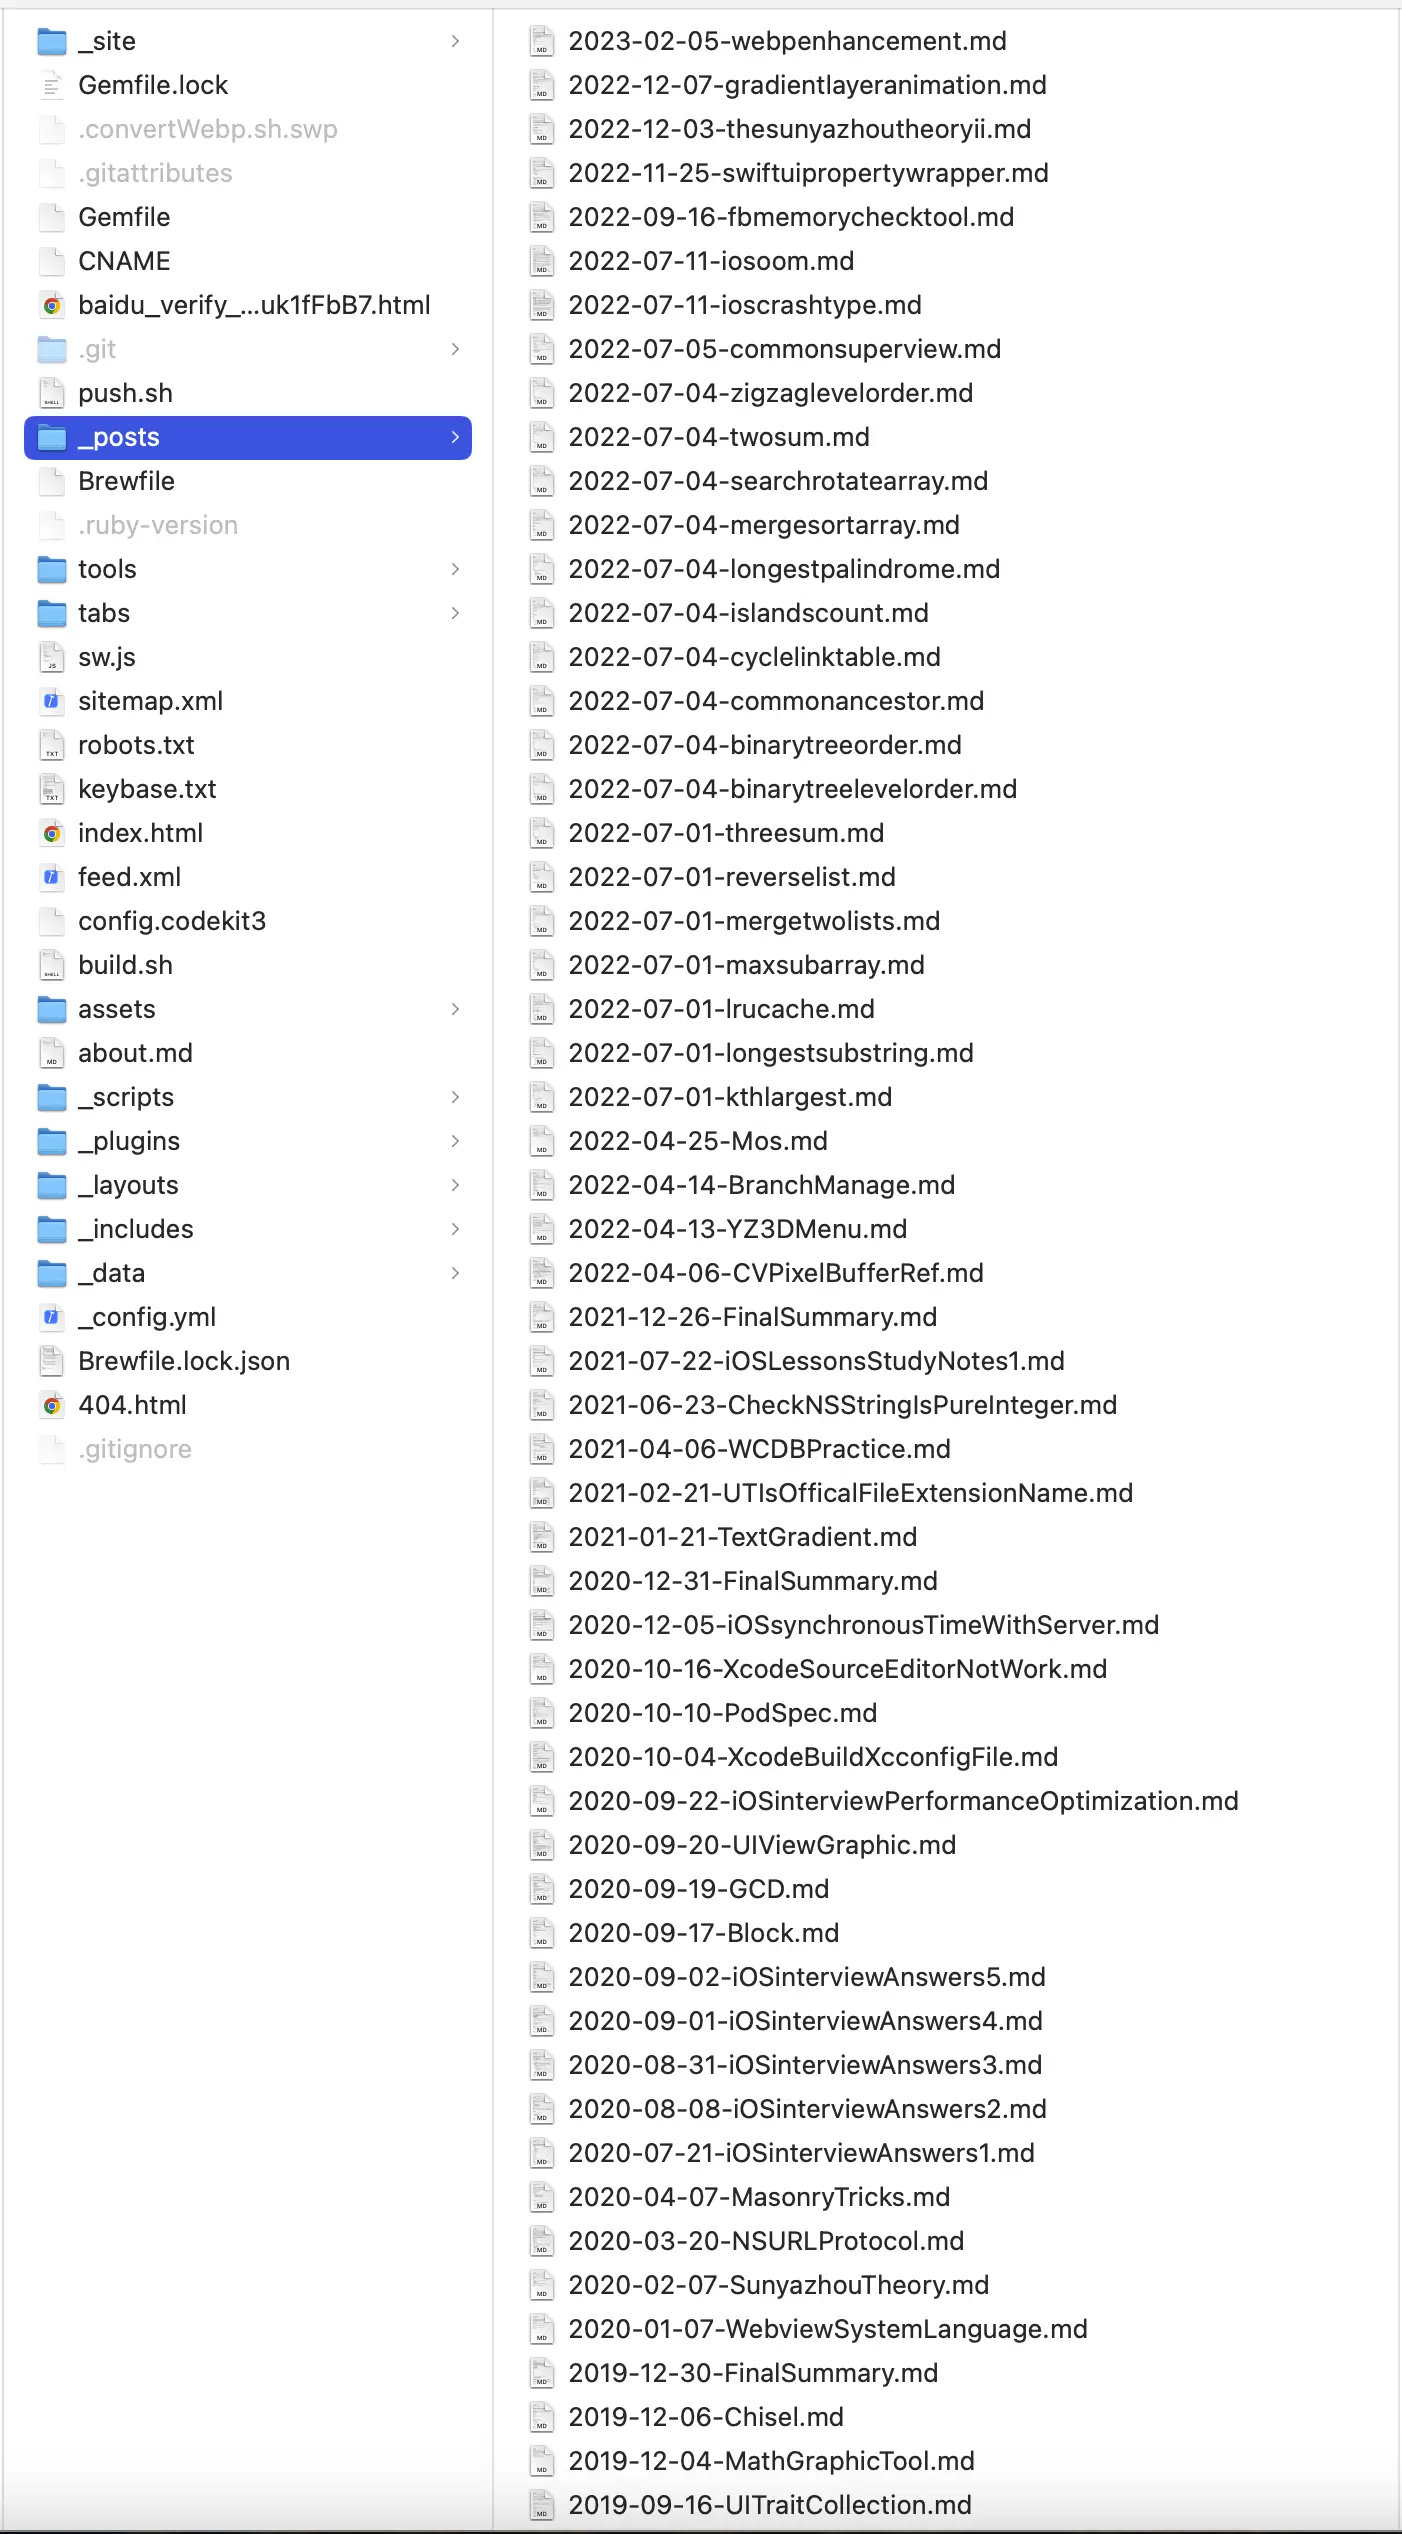 _site
Gemfile.lock
.convertWebp.sh.swp
.gitattributes
Gemfile
CNAME
baidu_verify_...uk1fFbB7.html
.git
push.sh
_posts
Brewfile
.ruby-version
tools
tabs
sw.js
sitemap.xml
robots.txt
keybase.txt
index.html
feed.xml
config.codekit3
build.sh
assets
about.md
_scripts
_plugins
_layouts
_includes
_data
_config.yml
Brewfile.lock.json
404.html
.gitignore
2023-02-05-webpenhancement.md
2022-12-07-gradientlayeranimation.md
2022-12-03-thesunyazhoutheoryii.md
2022-11-25-swiftuipropertywrapper.md
2022-09-16-fbmemorychecktool.md
2022-07-11-iosoom.md
2022-07-11-ioscrashtype.md
2022-07-05-commonsuperview.md
2022-07-04-zigzaglevelorder.md
2022-07-04-twosum.md
2022-07-04-searchrotatearray.md
2022-07-04-mergesortarray.md
2022-07-04-longestpalindrome.md
2022-07-04-islandscount.md
2022-07-04-cyclelinktable.md
2022-07-04-commonancestor.md
2022-07-04-binarytreeorder.md
2022-07-04-binarytreelevelorder.md
2022-07-01-threesum.md
2022-07-01-reverselist.md
2022-07-01-mergetwolists.md
2022-07-01-maxsubarray.md
2022-07-01-lrucache.md
2022-07-01-longestsubstring.md
2022-07-01-kthlargest.md
2022-04-25-Mos.md
2022-04-14-BranchManage.md
2022-04-13-YZ3DMenu.md
2022-04-06-CVPixelBufferRef.md
2021-12-26-FinalSummary.md
2021-07-22-iOSLessonsStudyNotes1.md
2021-06-23-CheckNSStringIsPureInteger.md
2021-04-06-WCDBPractice.md
2021-02-21-UTIsOfficalFileExtensionName.md
2021-01-21-TextGradient.md
2020-12-31-FinalSummary.md
2020-12-05-iOSsynchronousTimeWithServer.md
2020-10-16-XcodeSourceEditorNotWork.md
2020-10-10-PodSpec.md
2020-10-04-XcodeBuildXcconfigFile.md
2020-09-22-iOSinterviewPerformanceOptimization.md
2020-09-20-UIViewGraphic.md
2020-09-19-GCD.md
2020-09-17-Block.md
2020-09-02-iOSinterviewAnswers5.md
2020-09-01-iOSinterviewAnswers4.md
2020-08-31-iOSinterviewAnswers3.md
2020-08-08-iOSinterviewAnswers2.md
2020-07-21-iOSinterviewAnswers1.md
2020-04-07-MasonryTricks.md
2020-03-20-NSURLProtocol.md
2020-02-07-SunyazhouTheory.md
2020-01-07-WebviewSystemLanguage.md
2019-12-30-FinalSummary.md
2019-12-06-Chisel.md
2019-12-04-MathGraphicTool.md
2019-09-16-UITraitCollection.md